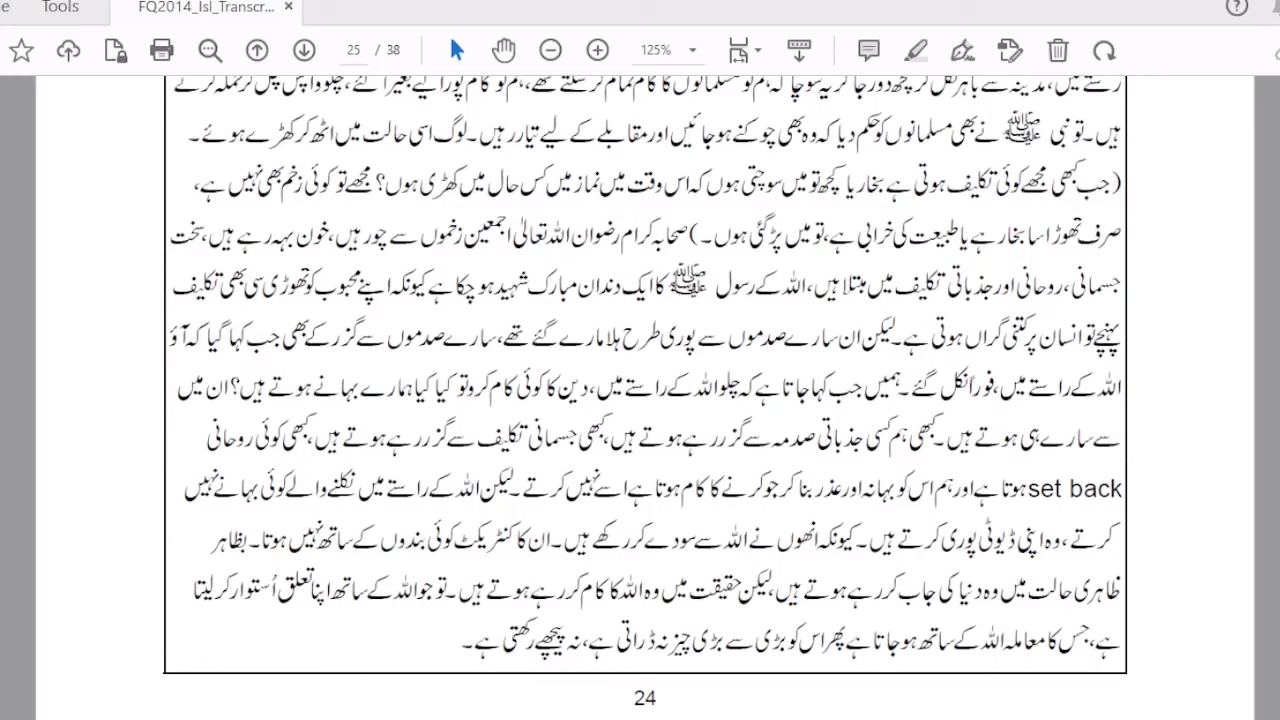 Tools
FQ2014_Isl_Transcr... ×
25 / 38
125%
رستے میں، مدینہ سے باہر نکل کر کچھ دور جا کر یہ سوچا کہ ہم تو مسلمانوں کا کام تمام کر سکتے تھے، ہم تو کام پورا کیے بغیر آگئے، چلو واپس پلٹ کر حملہ کرتے
ہیں۔ تو نبی ﷺ نے بھی مسلمانوں کو حکم دیا کہ وہ بھی چوکنے ہو جائیں اور مقابلے کے لیے تیار رہیں۔ لوگ اسی حالت میں اٹھ کر کھڑے ہوئے۔
(جب کبھی مجھے کوئی تکلیف ہوتی ہے بخار یا کچھ تو میں سوچتی ہوں کہ اس وقت میں نماز میں کس حال میں کھڑی ہوں؟ مجھے تو کوئی زخم بھی نہیں ہے،
صرف تھوڑا سا بخار ہے یا طبیعت کی خرابی ہے، تو میں پڑ گئی ہوں۔) صحابہ کرام رضوان اللہ تعالیٰ اجمعین زخموں سے چور ہیں، خون بہہ رہے ہیں، سخت
جسمانی، روحانی اور جذباتی تکلیف میں مبتلا ہیں، اللہ کے رسول ﷺ کا ایک دندان مبارک شہید ہو چکا ہے کیونکہ اپنے محبوب کو تھوڑی سی بھی تکلیف
پہنچے تو انسان پر کتنی گراں ہوتی ہے۔ لیکن ان سارے صدموں سے پوری طرح ہلا مارے گئے تھے، سارے صدموں سے گزر کے بھی جب کہا گیا کہ آؤ
اللہ کے راستے میں، فوراً نکل گئے۔ ہمیں جب کہا جاتا ہے کہ چلو اللہ کے راستے میں، دین کا کوئی کام کرو تو کیا کیا ہمارے بہانے ہوتے ہیں؟ ان میں
سے سارے ہی ہوتے ہیں۔ کبھی ہم کسی جذباتی صدمہ سے گزر رہے ہوتے ہیں، کبھی جسمانی تکلیف سے گزر رہے ہوتے ہیں، کبھی کوئی روحانی
set back ہوتا ہے اور ہم اس کو بہانہ اور عذر بنا کر جو کرنے کا کام ہوتا ہے اسے نہیں کرتے۔ لیکن اللہ کے راستے میں نکلنے والے کوئی بہانے نہیں
کرتے، وہ اپنی ڈیوٹی پوری کرتے ہیں۔ کیونکہ انھوں نے اللہ سے سودے کر رکھے ہیں۔ ان کا کنٹریکٹ کوئی بندوں کے ساتھ نہیں ہوتا۔ بظاہر
ظاہری حالت میں وہ دنیا کی جاب کر رہے ہوتے ہیں، لیکن حقیقت میں وہ اللہ کا کام کر رہے ہوتے ہیں۔ تو جو اللہ کے ساتھ اپنا تعلق اُستوار کر لیتا
ہے، جس کا معاملہ اللہ کے ساتھ ہو جاتا ہے پھر اس کو بڑی سے بڑی چیز نہ ڈراتی ہے، نہ پیچھے رکھتی ہے۔
24